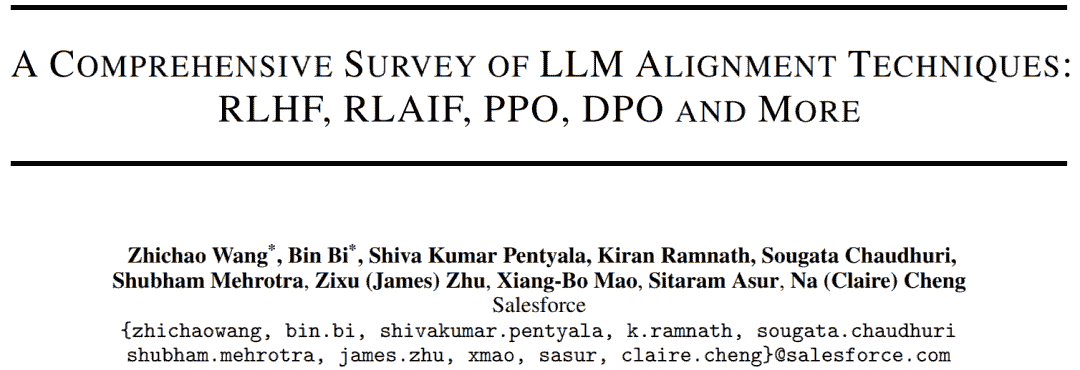 A COMPREHENSIVE SURVEY OF LLM ALIGNMENT TECHNIQUES:
RLHF, RLAIF, PPO, DPO AND MORE
Zhichao Wang*, Bin Bi*, Shiva Kumar Pentyala, Kiran Ramnath, Sougata Chaudhuri,
Shubham Mehrotra, Zixu (James) Zhu, Xiang-Bo Mao, Sitaram Asur, Na (Claire) Cheng
Salesforce
{zhichaowang, bin.bi, shivakumar.pentyala, k.ramnath, sougata.chaudhuri
shubham.mehrotra, james.zhu, xmao, sasur, claire.cheng}@salesforce.com